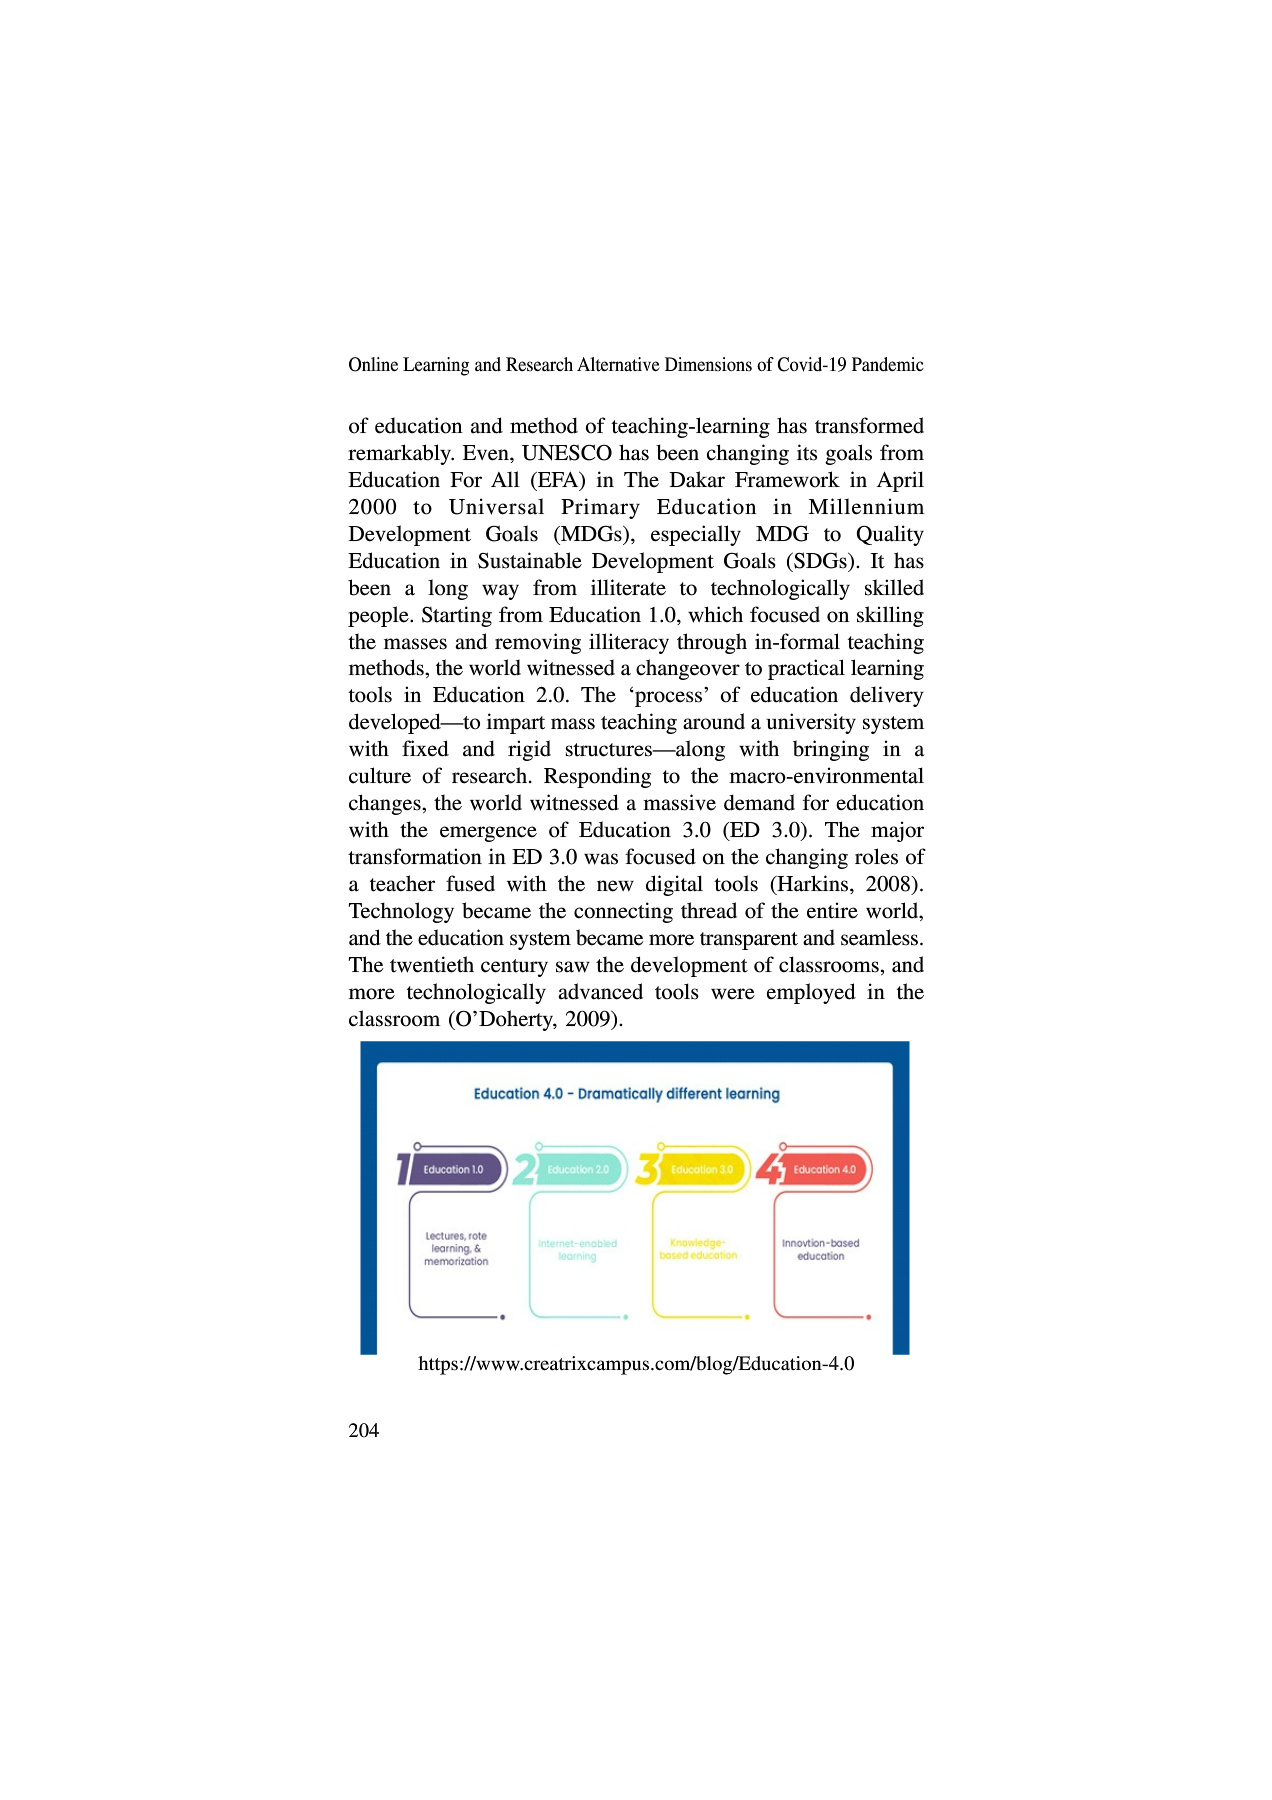 Online Learning and Research Alternative Dimensions of Covid-19 Pandemic
of education and method of teaching-learning has transformed
remarkably. Even, UNESCO has been changing its goals from
Education For All (EFA) in The Dakar Framework in April
2000 to Universal Primary Education in Millennium
Development Goals (MDGs), especially MDG to Quality
Education in Sustainable Development Goals (SDGs). It has
been a long way from illiterate to technologically skilled
people. Starting from Education 1.0, which focused on skilling
the masses and removing illiteracy through in-formal teaching
methods, the world witnessed a changeover to practical learning
tools in Education 2.0. The ‘process’ of education delivery
developed—to impart mass teaching around a university system
with fixed and rigid structures—along with bringing in a
culture of research. Responding to the macro-environmental
changes, the world witnessed a massive demand for education
with the emergence of Education 3.0 (ED 3.0). The major
transformation in ED 3.0 was focused on the changing roles of
a teacher fused with the new digital tools (Harkins, 2008).
Technology became the connecting thread of the entire world,
and the education system became more transparent and seamless.
The twentieth century saw the development of classrooms, and
more technologically advanced tools were employed in the
classroom (O’Doherty, 2009).
Education 4.0 - Dramatically different learning
1 Education 1.0
Lectures, rote
learning, &
memorization
2 Education 2.0
Internet-enabled
learning
3 Education 3.0
Knowledge-
based education
4 Education 4.0
Innovtion-based
education
https://www.creatrixcampus.com/blog/Education-4.0
204